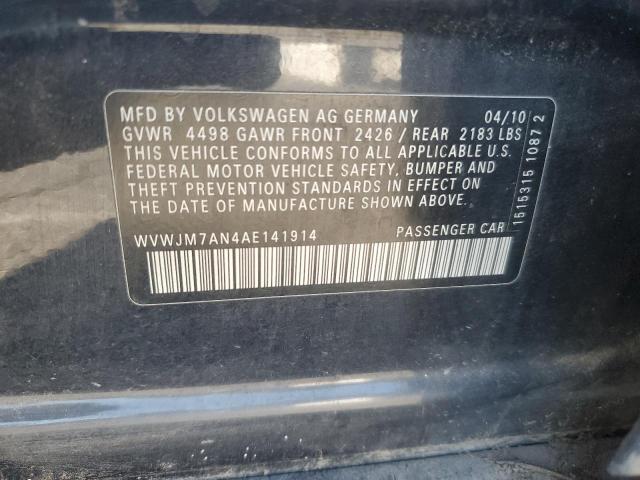 MFD BY VOLKSWAGEN AG GERMANY 04/10
GVWR 4498 GAWR FRONT 2426 / REAR 2183 LBS
THIS VEHICLE CONFORMS TO ALL APPLICABLE U.S.
FEDERAL MOTOR VEHICLE SAFETY, BUMPER AND
THEFT PREVENTION STANDARDS IN EFFECT ON
THE DATE OF MANUFACTURE SHOWN ABOVE.
WVWJM7AN4AE141914 PASSENGER CAR
1515315 1087 2